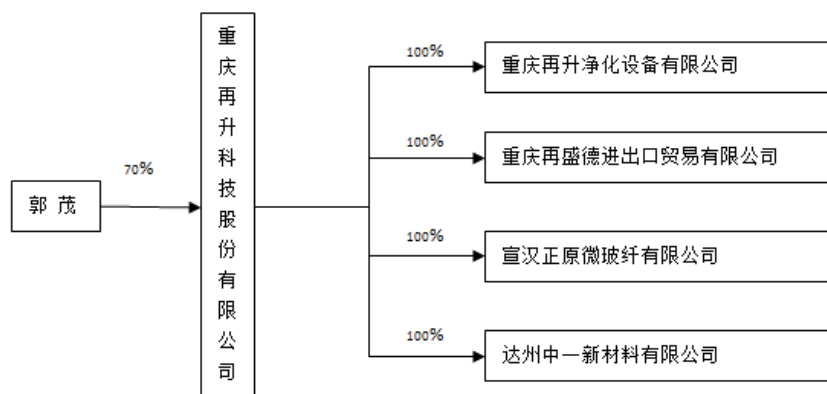 郭 茂
70%
重庆再升科技股份有限公司
100%
重庆再升净化设备有限公司
100%
重庆再盛德进出口贸易有限公司
100%
宣汉正原微玻纤有限公司
100%
达州中一新材料有限公司